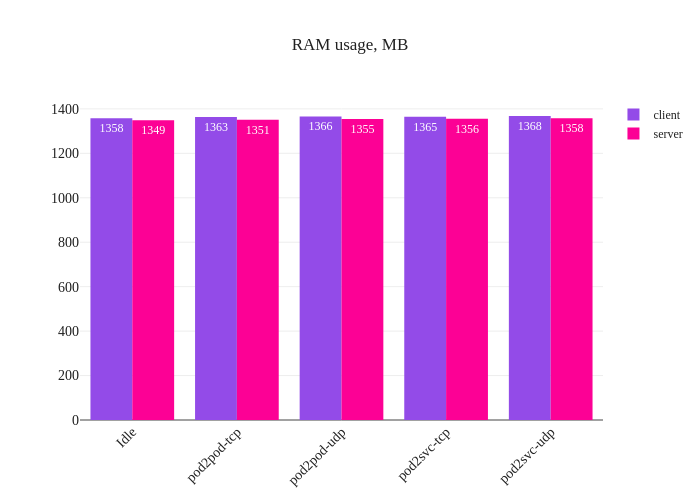 RAM usage, MB
1400
1200
1000
800
600
400
200
0
1358
1349
1363
1351
1366
1355
1365
1356
1368
1358
Idle
pod2pod-tcp
pod2pod-udp
pod2svc-tcp
pod2svc-udp
client
server